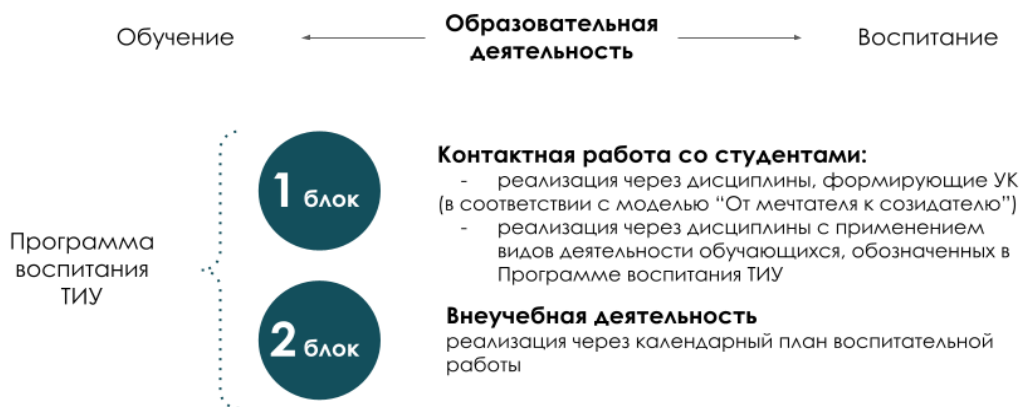 Обучение
Образовательная
деятельность
Воспитание
Программа
воспитания
ТИУ
1 блок
Контактная работа со студентами:
- реализация через дисциплины, формирующие УК
(в соответствии с моделью “От мечтателя к созидателю”)
- реализация через дисциплины с применением
видов деятельности обучающихся, обозначенных в
Программе воспитания ТИУ
2 блок
Внеучебная деятельность
реализация через календарный план воспитательной
работы